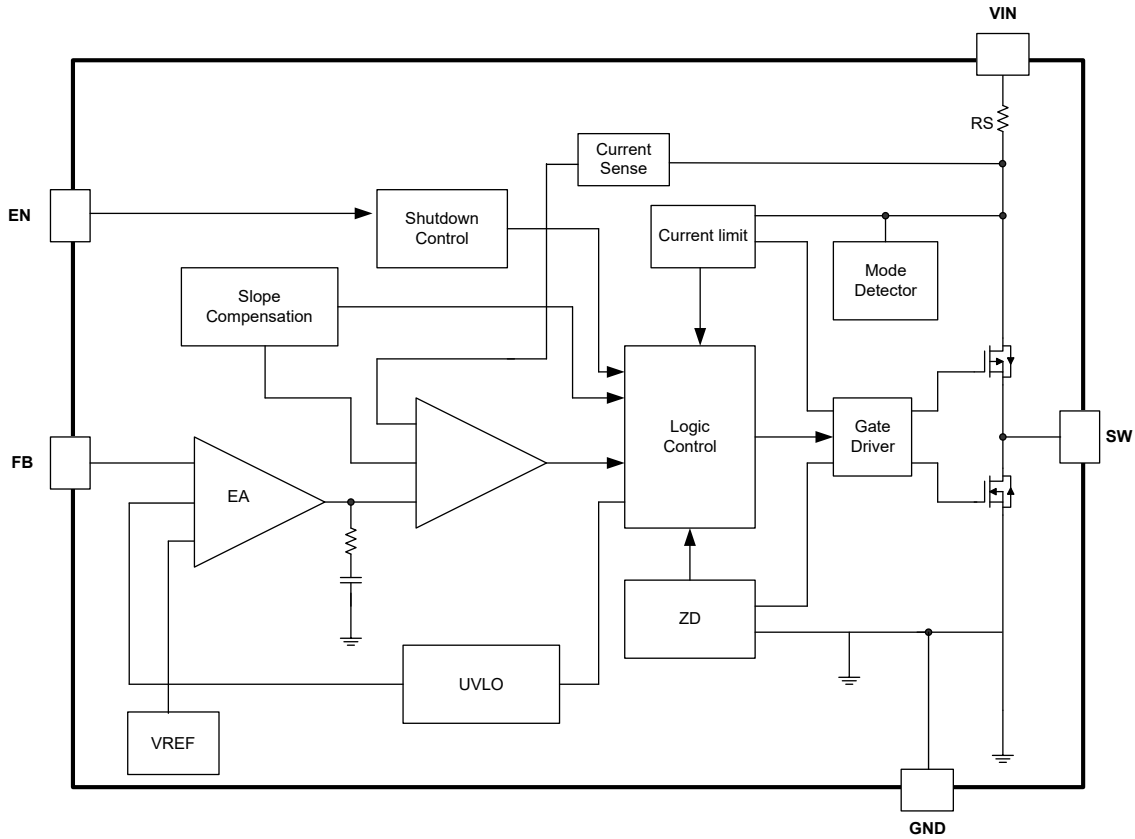 VIN
RS
Current
Sense
EN
Shutdown
Control
Current limit
Mode
Detector
Slope
Compensation
Logic
Control
Gate
Driver
SW
FB
EA
ZD
UVLO
VREF
GND